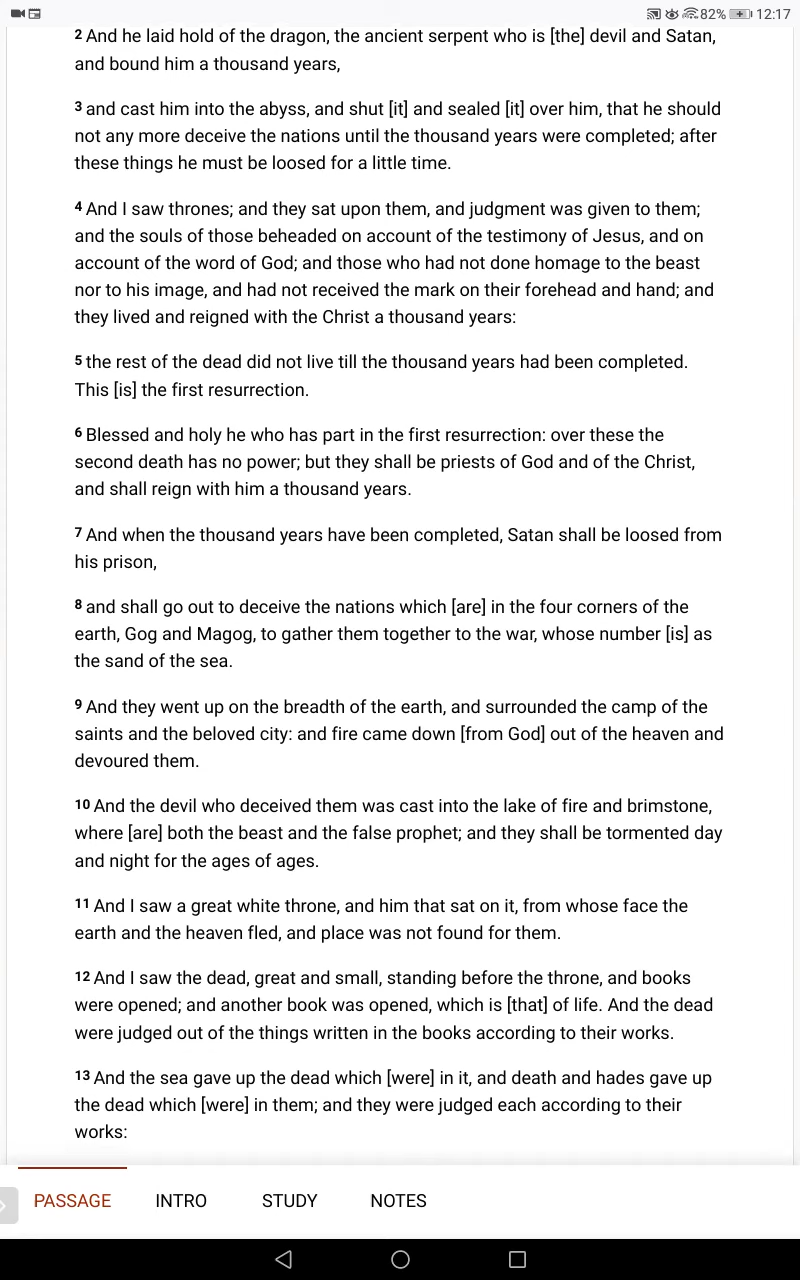 82% 12:17
2 And he laid hold of the dragon, the ancient serpent who is [the] devil and Satan,
and bound him a thousand years,
3 and cast him into the abyss, and shut [it] and sealed [it] over him, that he should
not any more deceive the nations until the thousand years were completed; after
these things he must be loosed for a little time.
4 And I saw thrones; and they sat upon them, and judgment was given to them;
and the souls of those beheaded on account of the testimony of Jesus, and on
account of the word of God; and those who had not done homage to the beast
nor to his image, and had not received the mark on their forehead and hand; and
they lived and reigned with the Christ a thousand years:
5 the rest of the dead did not live till the thousand years had been completed.
This [is] the first resurrection.
6 Blessed and holy he who has part in the first resurrection: over these the
second death has no power; but they shall be priests of God and of the Christ,
and shall reign with him a thousand years.
7 And when the thousand years have been completed, Satan shall be loosed from
his prison,
8 and shall go out to deceive the nations which [are] in the four corners of the
earth, Gog and Magog, to gather them together to the war, whose number [is] as
the sand of the sea.
9 And they went up on the breadth of the earth, and surrounded the camp of the
saints and the beloved city: and fire came down [from God] out of the heaven and
devoured them.
10 And the devil who deceived them was cast into the lake of fire and brimstone,
where [are] both the beast and the false prophet; and they shall be tormented day
and night for the ages of ages.
11 And I saw a great white throne, and him that sat on it, from whose face the
earth and the heaven fled, and place was not found for them.
12 And I saw the dead, great and small, standing before the throne, and books
were opened; and another book was opened, which is [that] of life. And the dead
were judged out of the things written in the books according to their works.
13 And the sea gave up the dead which [were] in it, and death and hades gave up
the dead which [were] in them; and they were judged each according to their
works:
PASSAGE INTRO STUDY NOTES